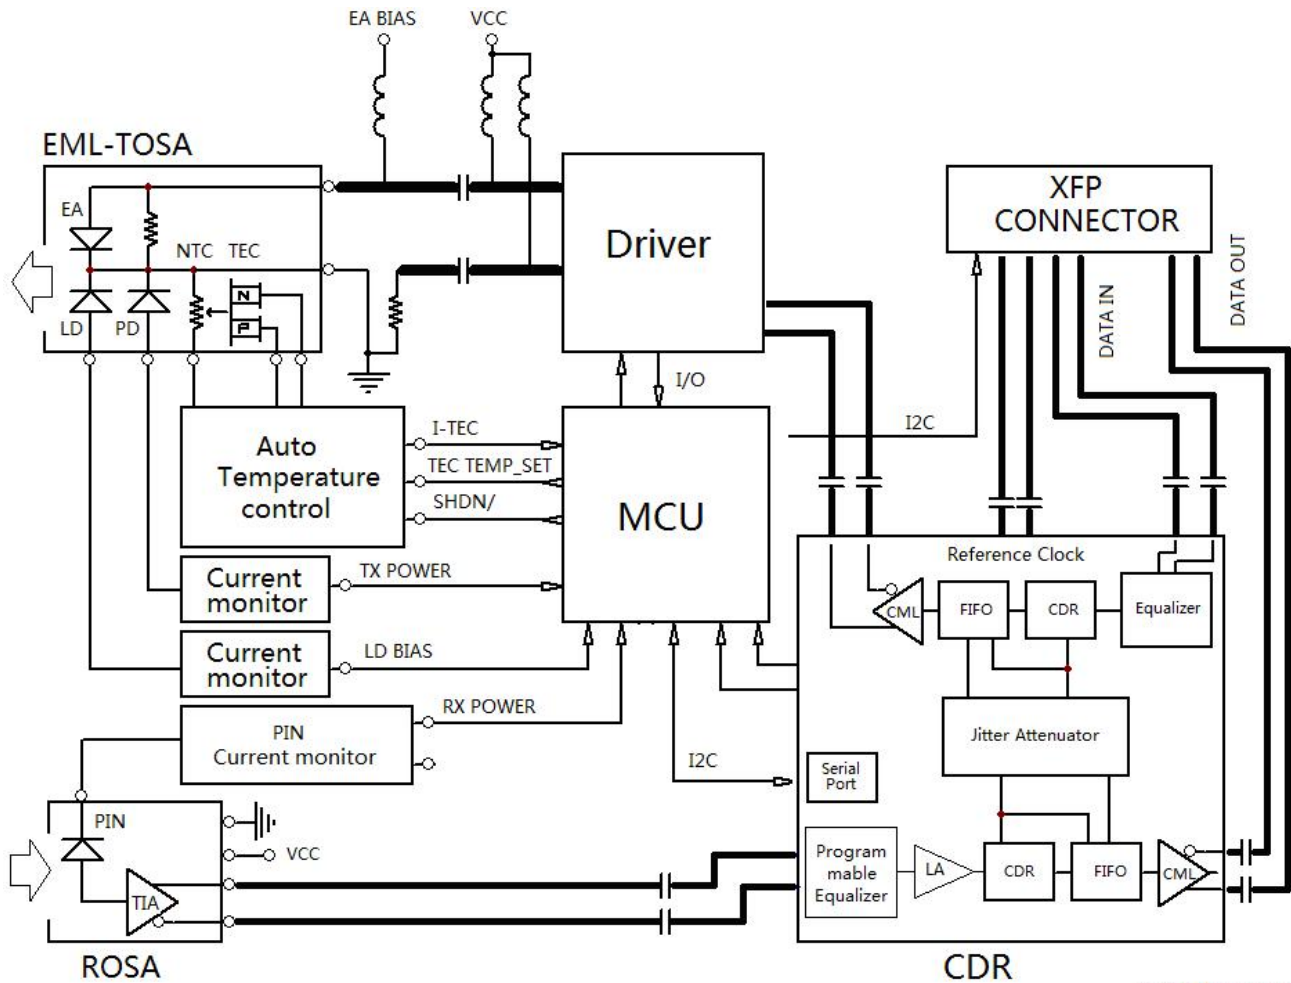 EA BIAS
VCC
EML-TOSA
EA
NTC TEC
LD
PD
N
P
Driver
XFP
CONNECTOR
DATA IN
DATA OUT
I/O
I2C
Auto
Temperature
control
I-TEC
TEC TEMP_SET
SHDN/
MCU
Current
monitor
TX POWER
Current
monitor
LD BIAS
PIN
Current monitor
RX POWER
I2C
Reference Clock
CML
FIFO
CDR
Equalizer
Jitter Attenuator
Serial
Port
Program
mable
Equalizer
LA
CDR
FIFO
CML
PIN
VCC
TIA
ROSA
CDR